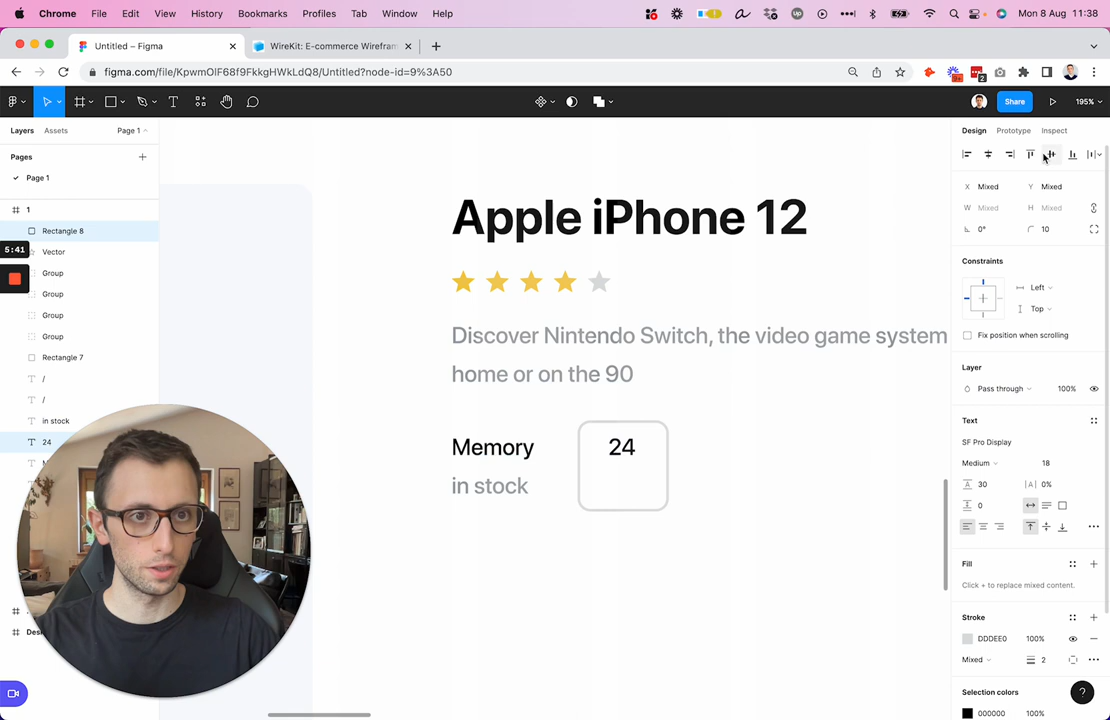 Chrome File Edit View History Bookmarks Profiles Tab Window Help
UP
Mon 8 Aug 11:38
Untitled – Figma
WireKit: E-commerce Wirefram
figma.com/file/KpwmOIF68f9FkkgHWkLdQ8/Untitled?node-id=9%3A50
9+
2
Share
195%
Layers Assets Page 1
Design Prototype Inspect
Pages
Page 1
1
Rectangle 8
Vector
Group
Group
Group
Group
Rectangle 7
/
/
in stock
24
5:41
Apple iPhone 12
Discover Nintendo Switch, the video game system
home or on the 90
Memory
in stock
24
X Mixed Y Mixed
W Mixed H Mixed
0° 10
Constraints
Left
Top
Fix position when scrolling
Layer
Pass through 100%
Text
SF Pro Display
Medium 18
A 30 |A| 0%
0
Fill
Click + to replace mixed content.
Stroke
DDDEE0 100%
Mixed 2
Selection colors
000000 100%
?